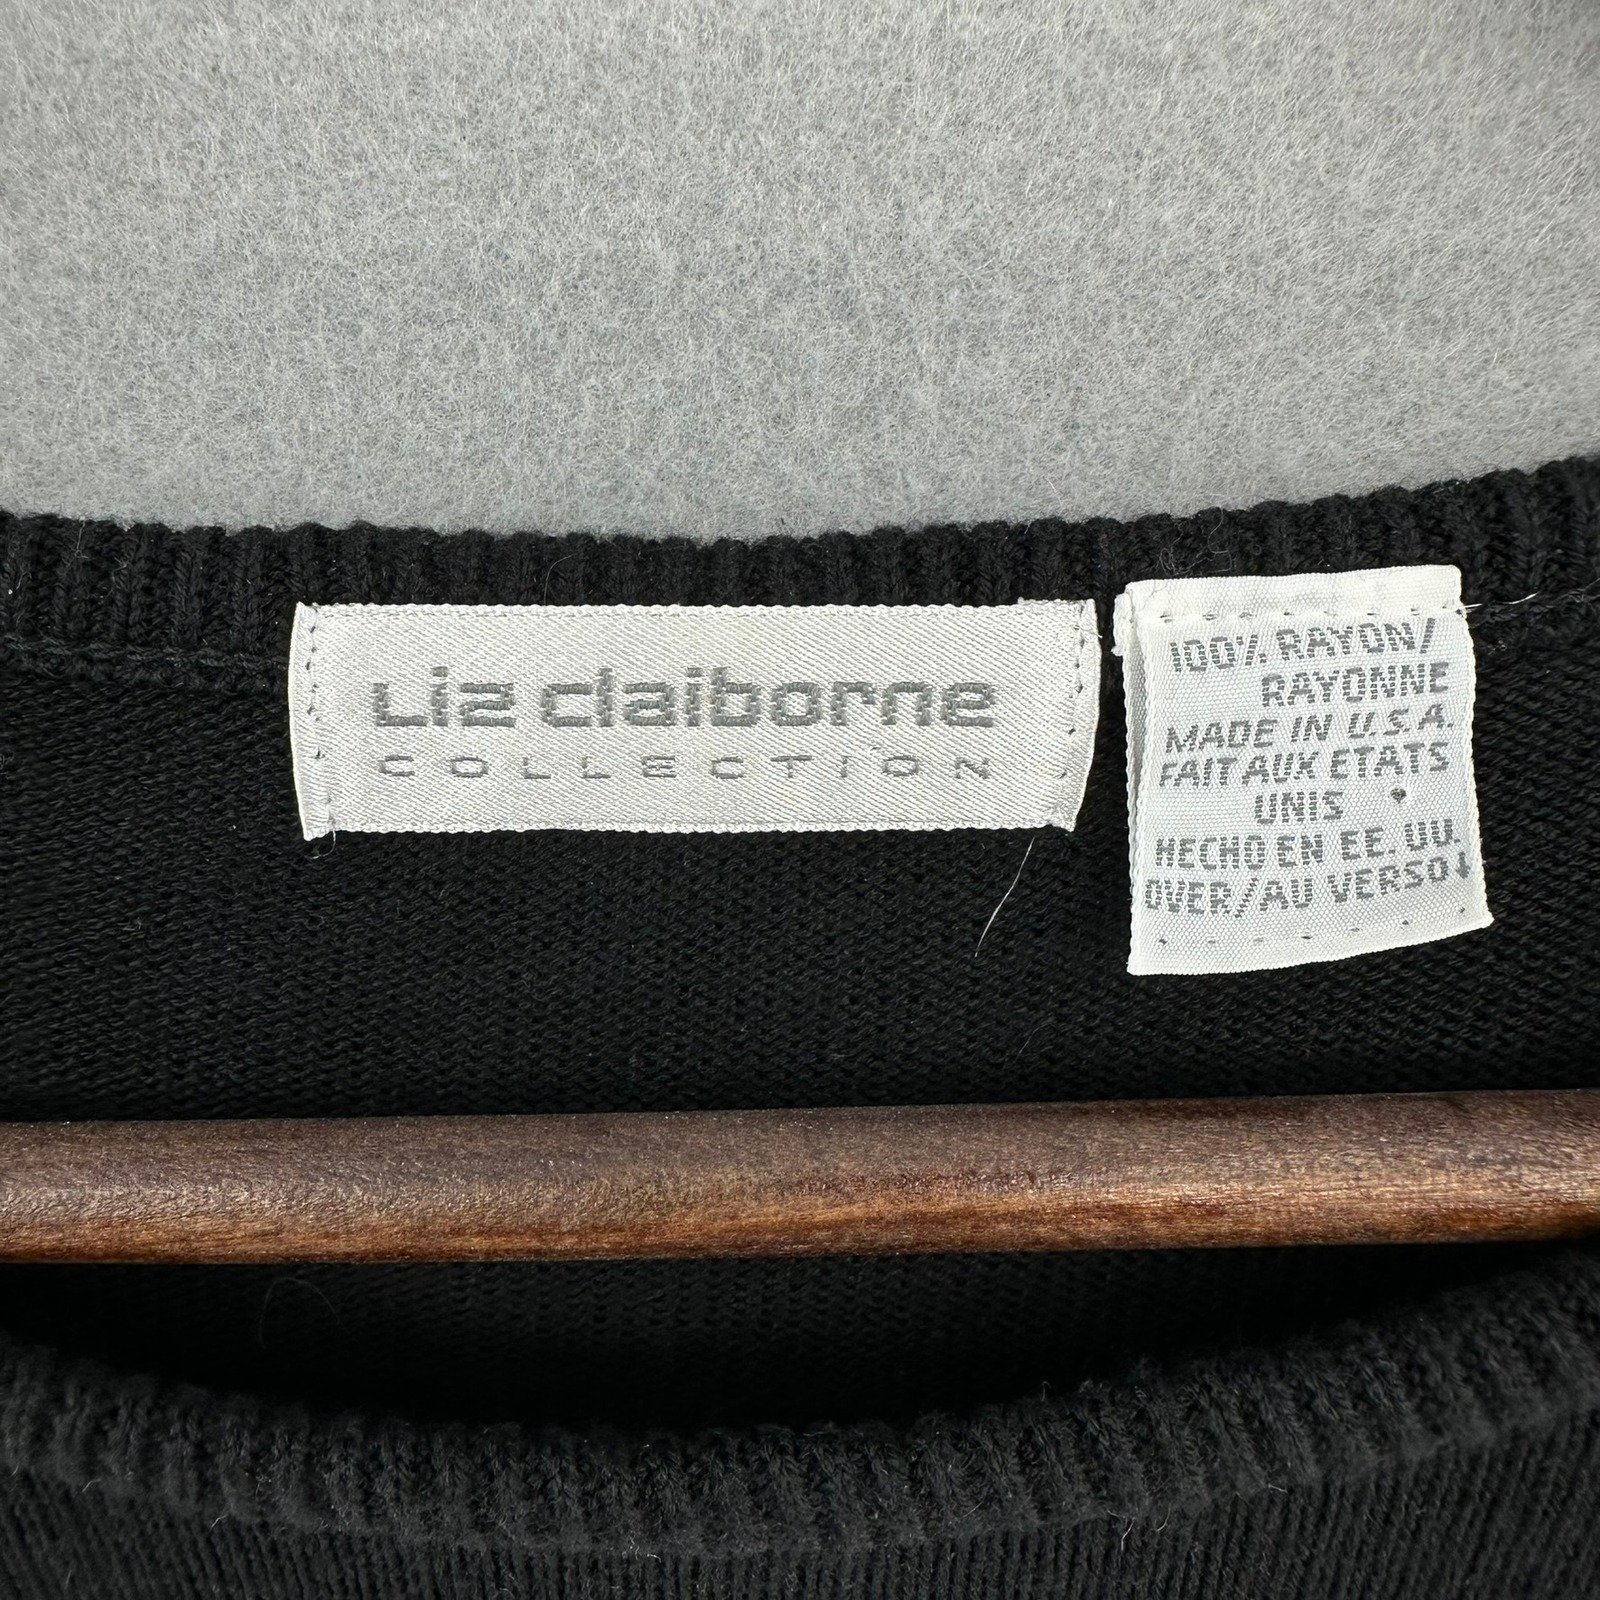 Liz claiborne
COLLECTION
100% RAYON/
RAYONNE
MADE IN U.S.A.
FAIT AUX ETATS
UNIS
HECHO EN EE. UU.
OVER//AU VERSO↓